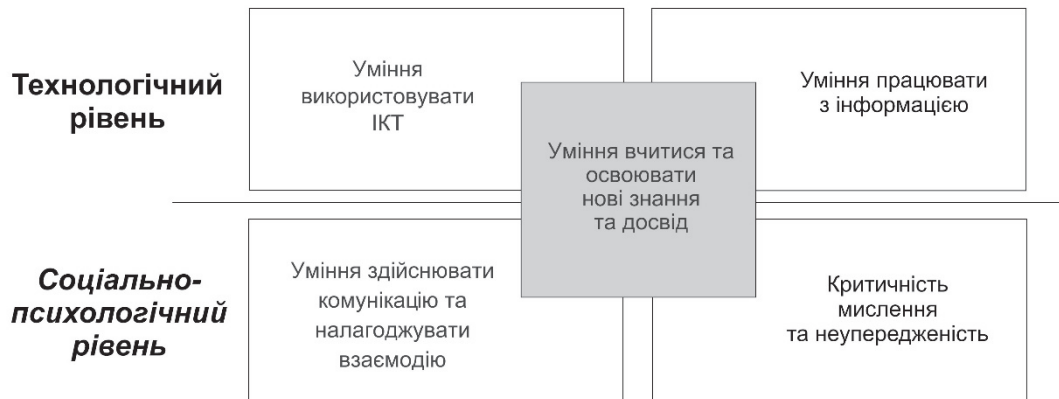 Технологічний
рівень
Уміння
використовувати
ІКТ
Уміння працювати
з інформацією
Уміння вчитися та
освоювати
нові знання
та досвід
Соціально-
психологічний
рівень
Уміння здійснювати
комунікацію та
налагоджувати
взаємодію
Критичність
мислення
та неупередженість